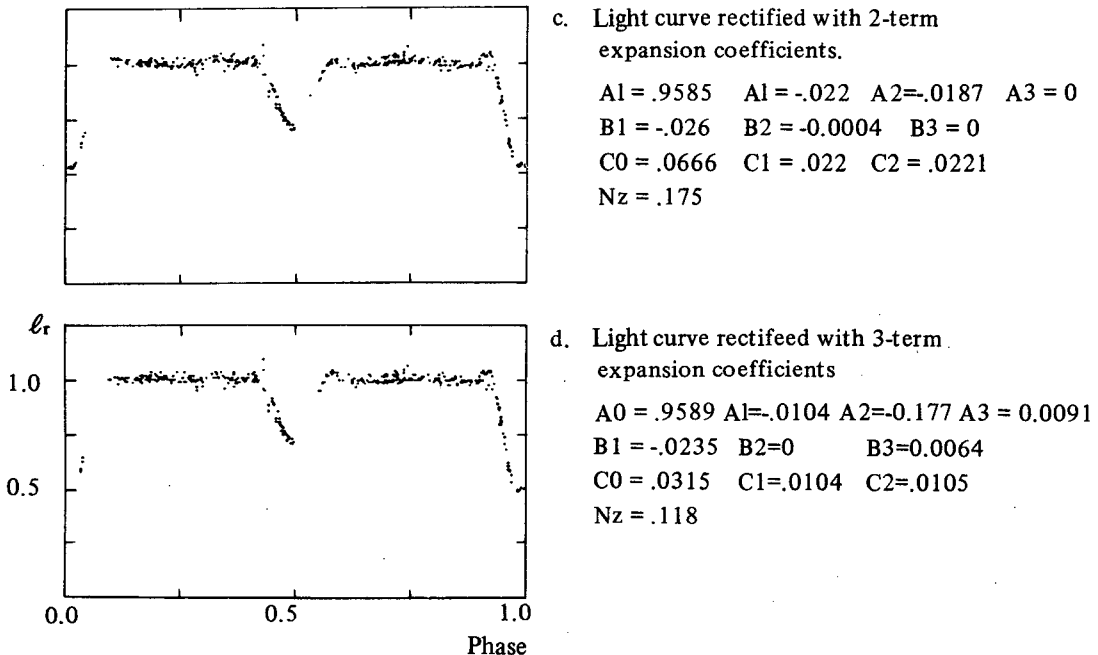 c. Light curve rectified with 2-term
expansion coefficients.
Al = .9585 Al = -.022 A2=-.0187 A3 = 0
B1 = -.026 B2 = -0.0004 B3 = 0
C0 = .0666 C1 = .022 C2 = .0221
Nz = .175
ℓr
1.0
0.5
0.0 0.5 1.0
Phase
d. Light curve rectifeed with 3-term
expansion coefficients
A0 = .9589 Al=-.0104 A2=-0.177 A3 = 0.0091
B1 = -.0235 B2=0 B3=0.0064
C0 = .0315 C1=.0104 C2=.0105
Nz = .118